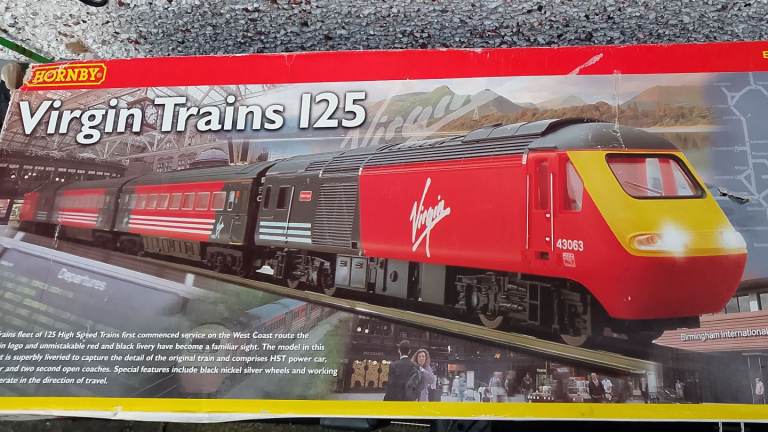 HORNBY
Virgin Trains 125
Virgin
Virgin
43063
Departures
Birmingham International
rains fleet of 125 High Speed Trains first commenced service on the West Coast route the
in logo and unmistakable red and black livery have become a familiar sight. The model in this
t is superbly liveried to capture the detail of the original train and comprises HST power car,
r and two second open coaches. Special features include black nickel silver wheels and working
erate in the direction of travel.